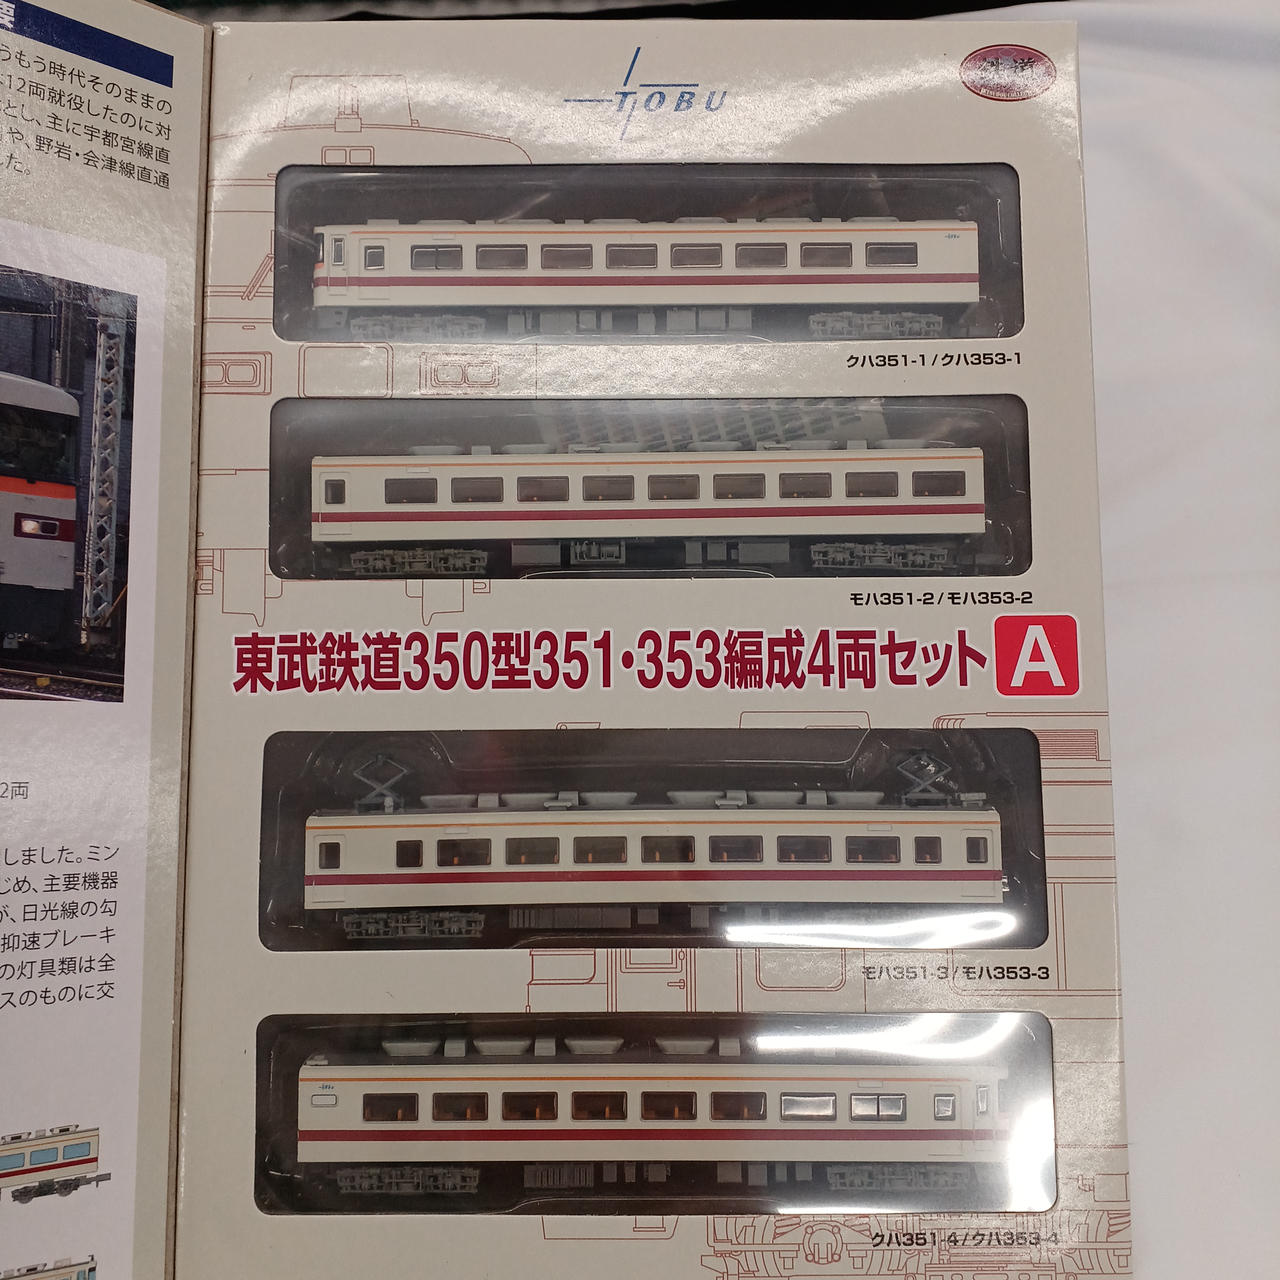 要
うもう時代そのままの
12両就役したのに対
とし、主に宇都宮線直
や、野岩・会津線直通
た。
2両
しました。ミン
じめ、主要機器
が、日光線の勾
抑速ブレーキ
の灯具類は全
スのものに交
TOBU
鉄道
クハ351-1/クハ353-1
モハ351-2/モハ353-2
東武鉄道350型351・353編成4両セット A
モハ351-3/モハ353-3
クハ351-4/クハ353-4